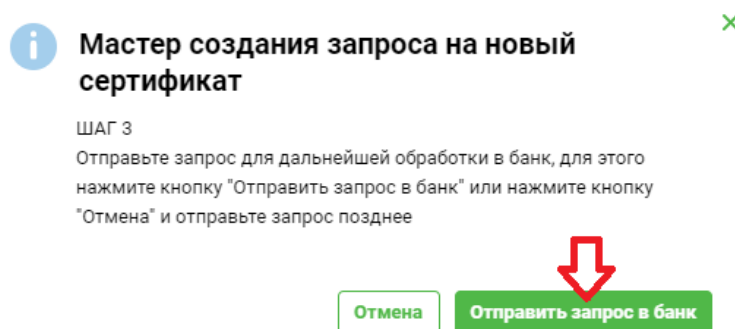 Мастер создания запроса на новый
сертификат
ШАГ 3
Отправьте запрос для дальнейшей обработки в банк, для этого
нажмите кнопку "Отправить запрос в банк" или нажмите кнопку
"Отмена" и отправьте запрос позднее
Отмена
Отправить запрос в банк